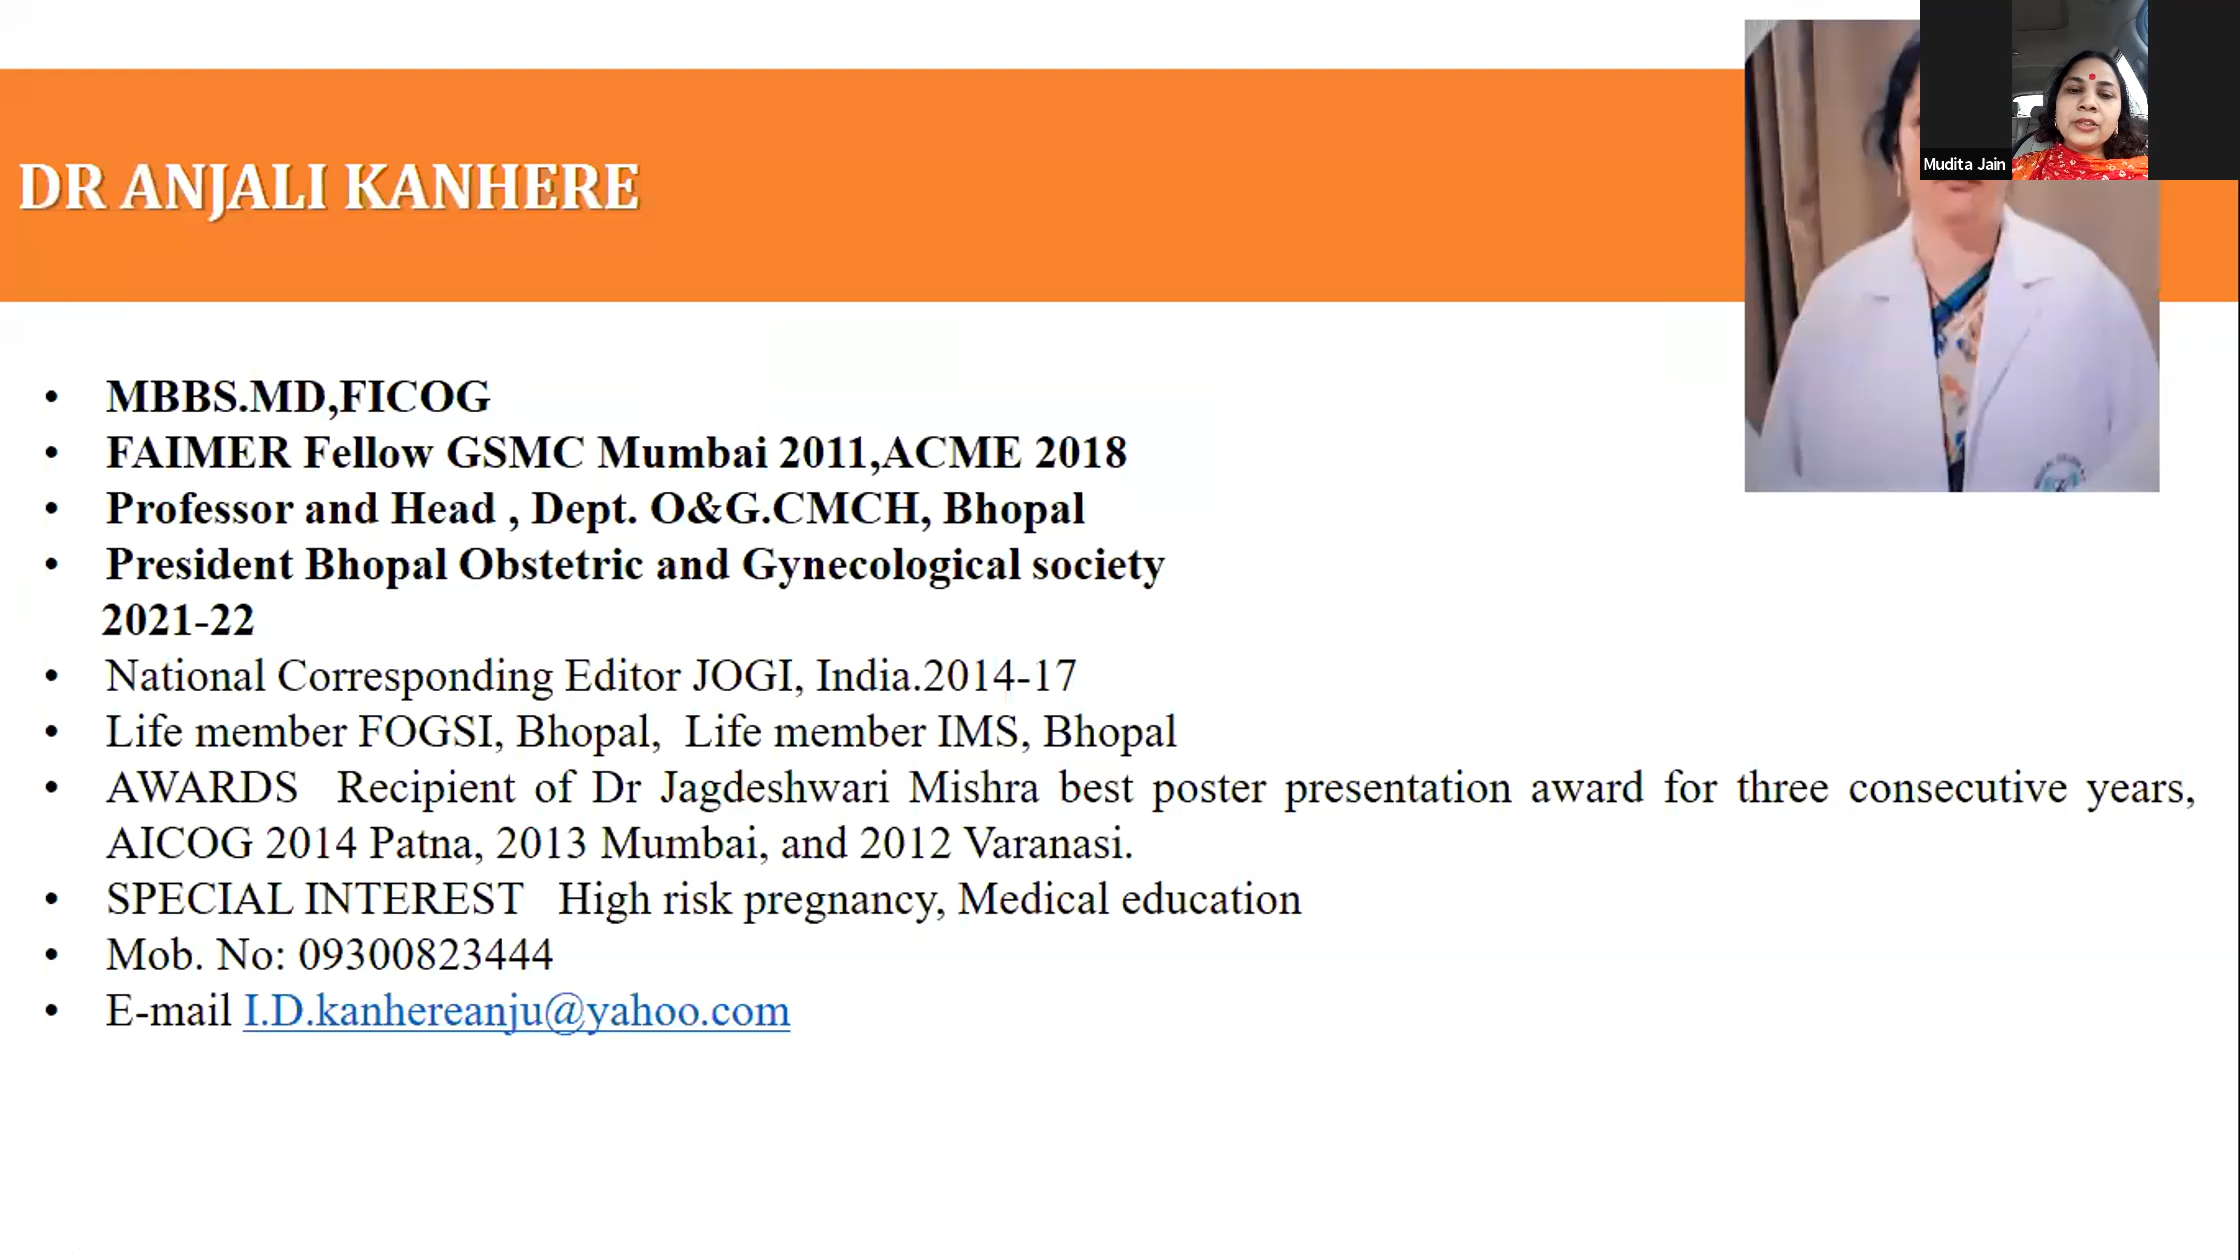 DR ANJALI KANHERE
Mudita Jain
• MBBS.MD,FICOG
• FAIMER Fellow GSMC Mumbai 2011,ACME 2018
• Professor and Head , Dept. O&G.CMCH, Bhopal
• President Bhopal Obstetric and Gynecological society
2021-22
• National Corresponding Editor JOGI, India.2014-17
• Life member FOGSI, Bhopal, Life member IMS, Bhopal
• AWARDS Recipient of Dr Jagdeshwari Mishra best poster presentation award for three consecutive years,
AICOG 2014 Patna, 2013 Mumbai, and 2012 Varanasi.
• SPECIAL INTEREST High risk pregnancy, Medical education
• Mob. No: 09300823444
• E-mail I.D.kanhereanju@yahoo.com